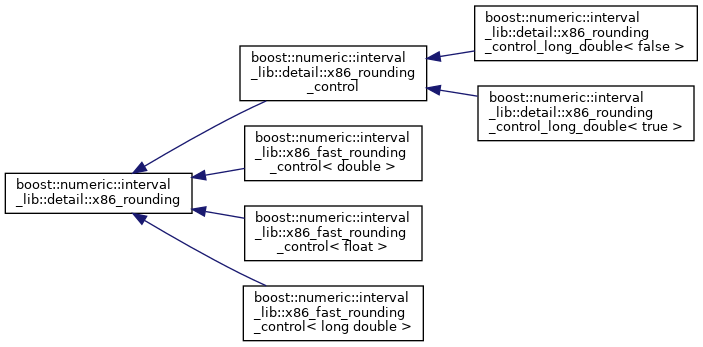 boost::numeric::interval
_lib::detail::x86_rounding
boost::numeric::interval
_lib::detail::x86_rounding
_control
boost::numeric::interval
_lib::detail::x86_rounding
_control_long_double< false >
boost::numeric::interval
_lib::detail::x86_rounding
_control_long_double< true >
boost::numeric::interval
_lib::x86_fast_rounding
_control< double >
boost::numeric::interval
_lib::x86_fast_rounding
_control< float >
boost::numeric::interval
_lib::x86_fast_rounding
_control< long double >